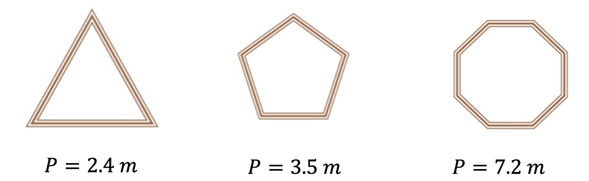 P = 2.4 m
P = 3.5 m
P = 7.2 m